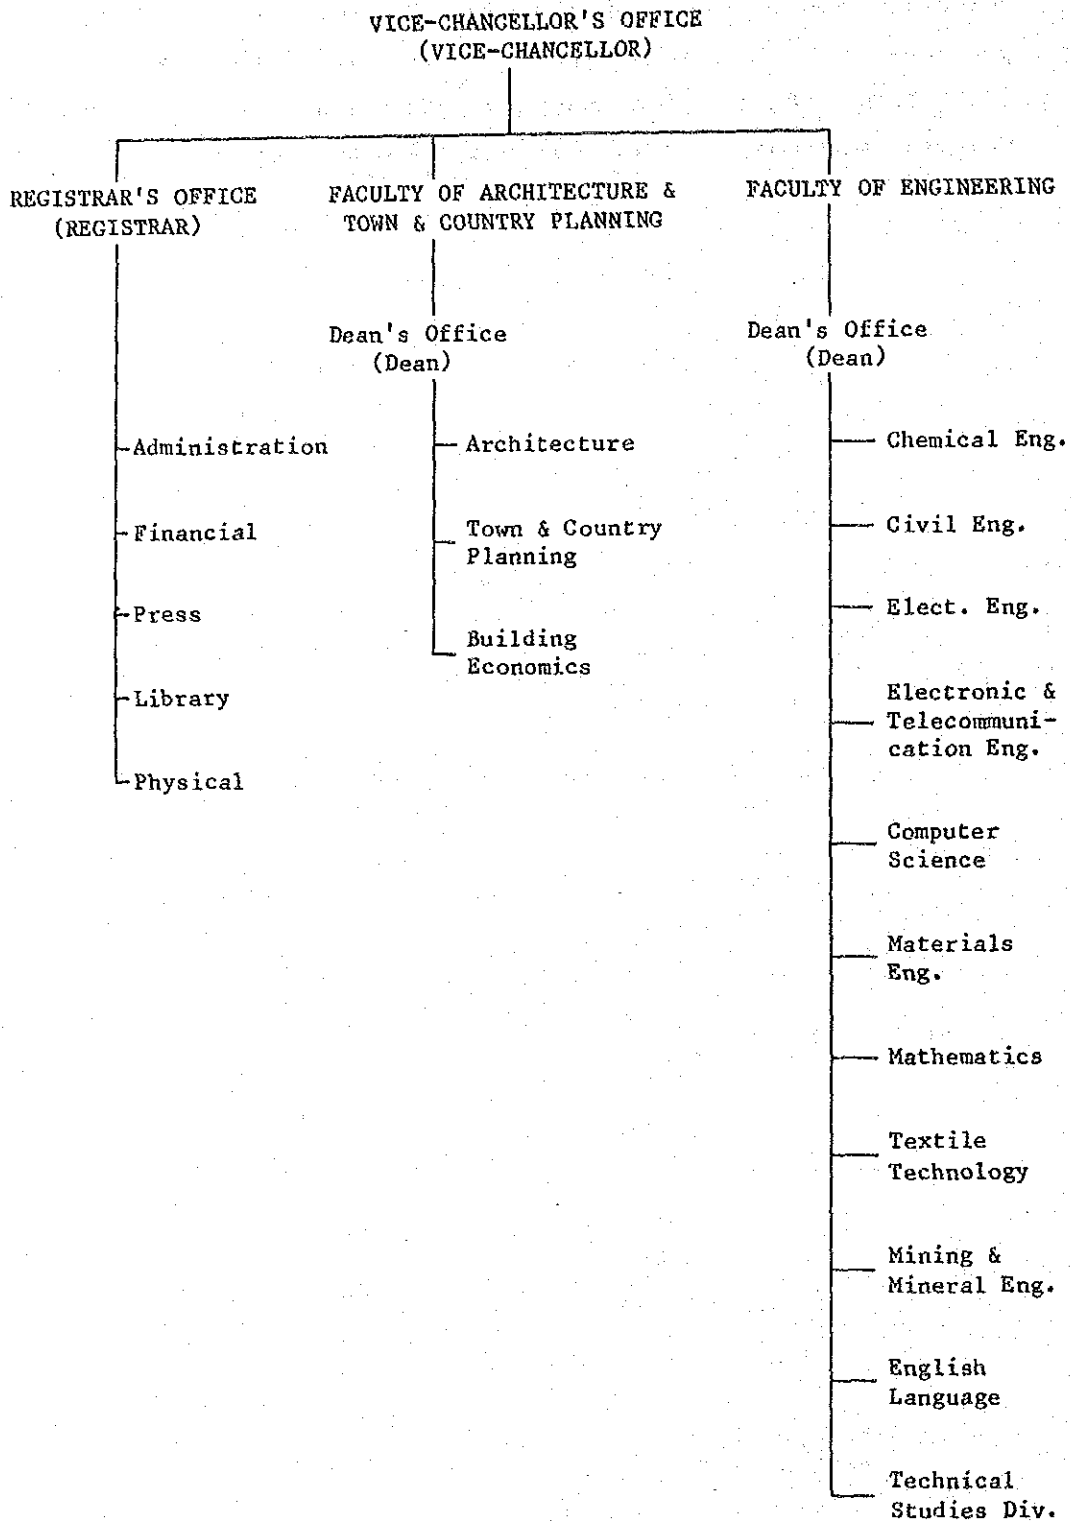 VICE-CHANCELLOR'S OFFICE
(VICE-CHANCELLOR)
REGISTRAR'S OFFICE
(REGISTRAR)
Administration
Financial
Press
Library
Physical
FACULTY OF ARCHITECTURE &
TOWN & COUNTRY PLANNING
Dean's Office
(Dean)
Architecture
Town & Country
Planning
Building
Economics
FACULTY OF ENGINEERING
Dean's Office
(Dean)
Chemical Eng.
Civil Eng.
Elect. Eng.
Electronic &
Telecommuni-
cation Eng.
Computer
Science
Materials
Eng.
Mathematics
Textile
Technology
Mining &
Mineral Eng.
English
Language
Technical
Studies Div.